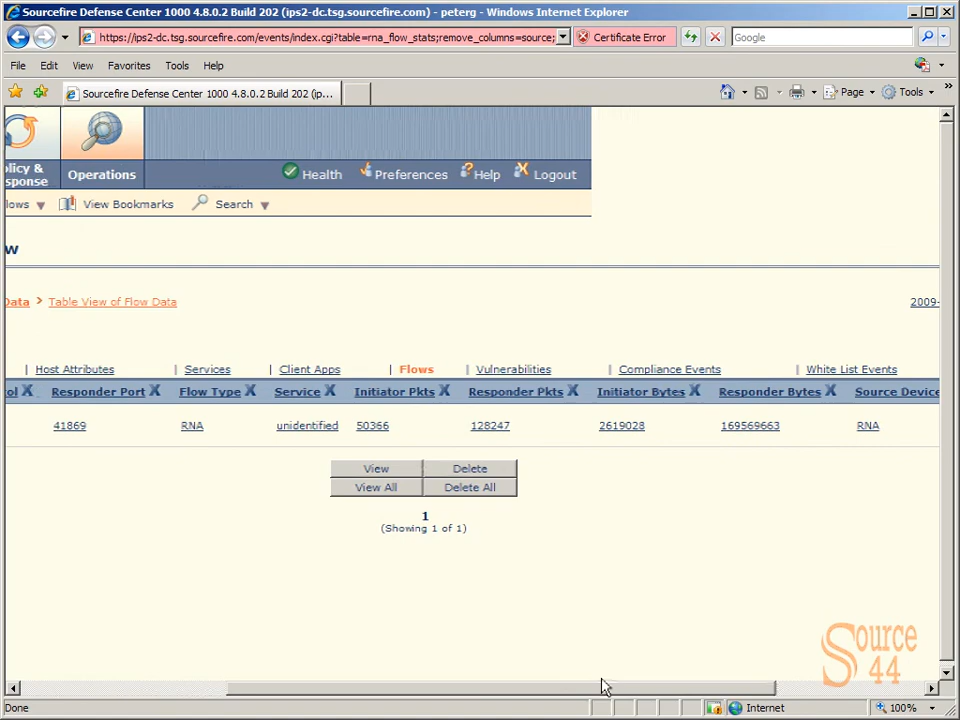 Sourcefire Defense Center 1000 4.8.0.2 Build 202 (ips2-dc.tsg.sourcefire.com) - peterg - Windows Internet Explorer
https://ips2-dc.tsg.sourcefire.com/events/index.cgi?table=rna_flow_stats;remove_columns=source; Certificate Error Google
File Edit View Favorites Tools Help
Sourcefire Defense Center 1000 4.8.0.2 Build 202 (ip... Page Tools »
olicy & sponse Operations Health Preferences Help Logout
lows View Bookmarks Search
w
Data > Table View of Flow Data 2009-
| Host Attributes | Services | Client Apps | Flows | Vulnerabilities | Compliance Events | White List Events
ol Responder Port Flow Type Service Initiator Pkts Responder Pkts Initiator Bytes Responder Bytes Source Device
41869 RNA unidentified 50366 128247 2619028 169569663 RNA
View Delete
View All Delete All
1
(Showing 1 of 1)
Source
44
Done Internet 100%